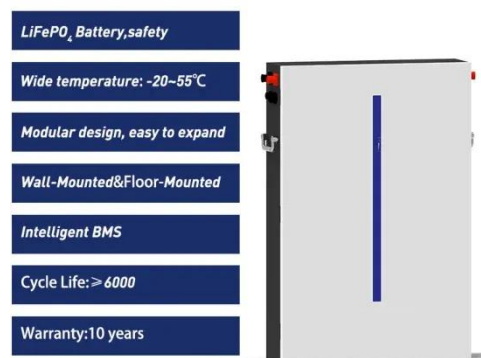 LiFePO₄ Battery,safety
Wide temperature: -20~55℃
Modular design, easy to expand
Wall-Mounted&Floor-Mounted
Intelligent BMS
Cycle Life:≥6000
Warranty:10 years